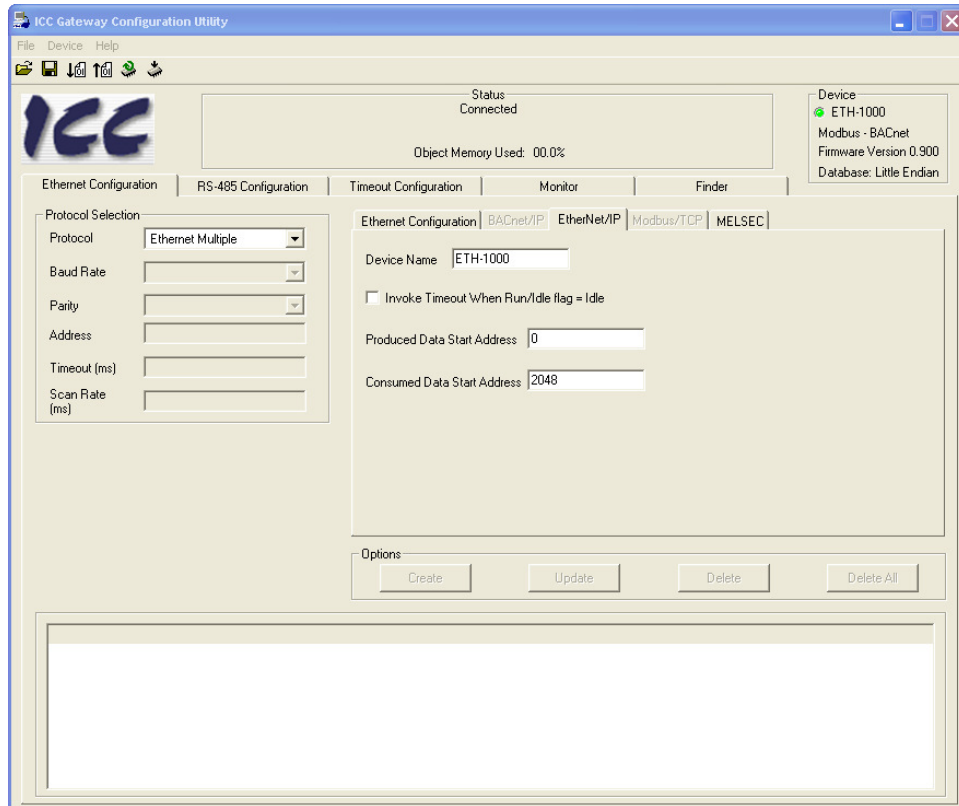 ICC Gateway Configuration Utility
File Device Help
ICC
Status
Connected
Object Memory Used: 00.0%
Device
ETH-1000
Modbus - BACnet
Firmware Version 0.900
Database: Little Endian
Ethernet Configuration RS-485 Configuration Timeout Configuration Monitor Finder
Protocol Selection
Protocol Ethernet Multiple
Baud Rate
Parity
Address
Timeout (ms)
Scan Rate
(ms)
Ethernet Configuration BACnet/IP EtherNet/IP Modbus/TCP MELSEC
Device Name ETH-1000
Invoke Timeout When Run/Idle flag = Idle
Produced Data Start Address 0
Consumed Data Start Address 2048
Options
Create Update Delete Delete All